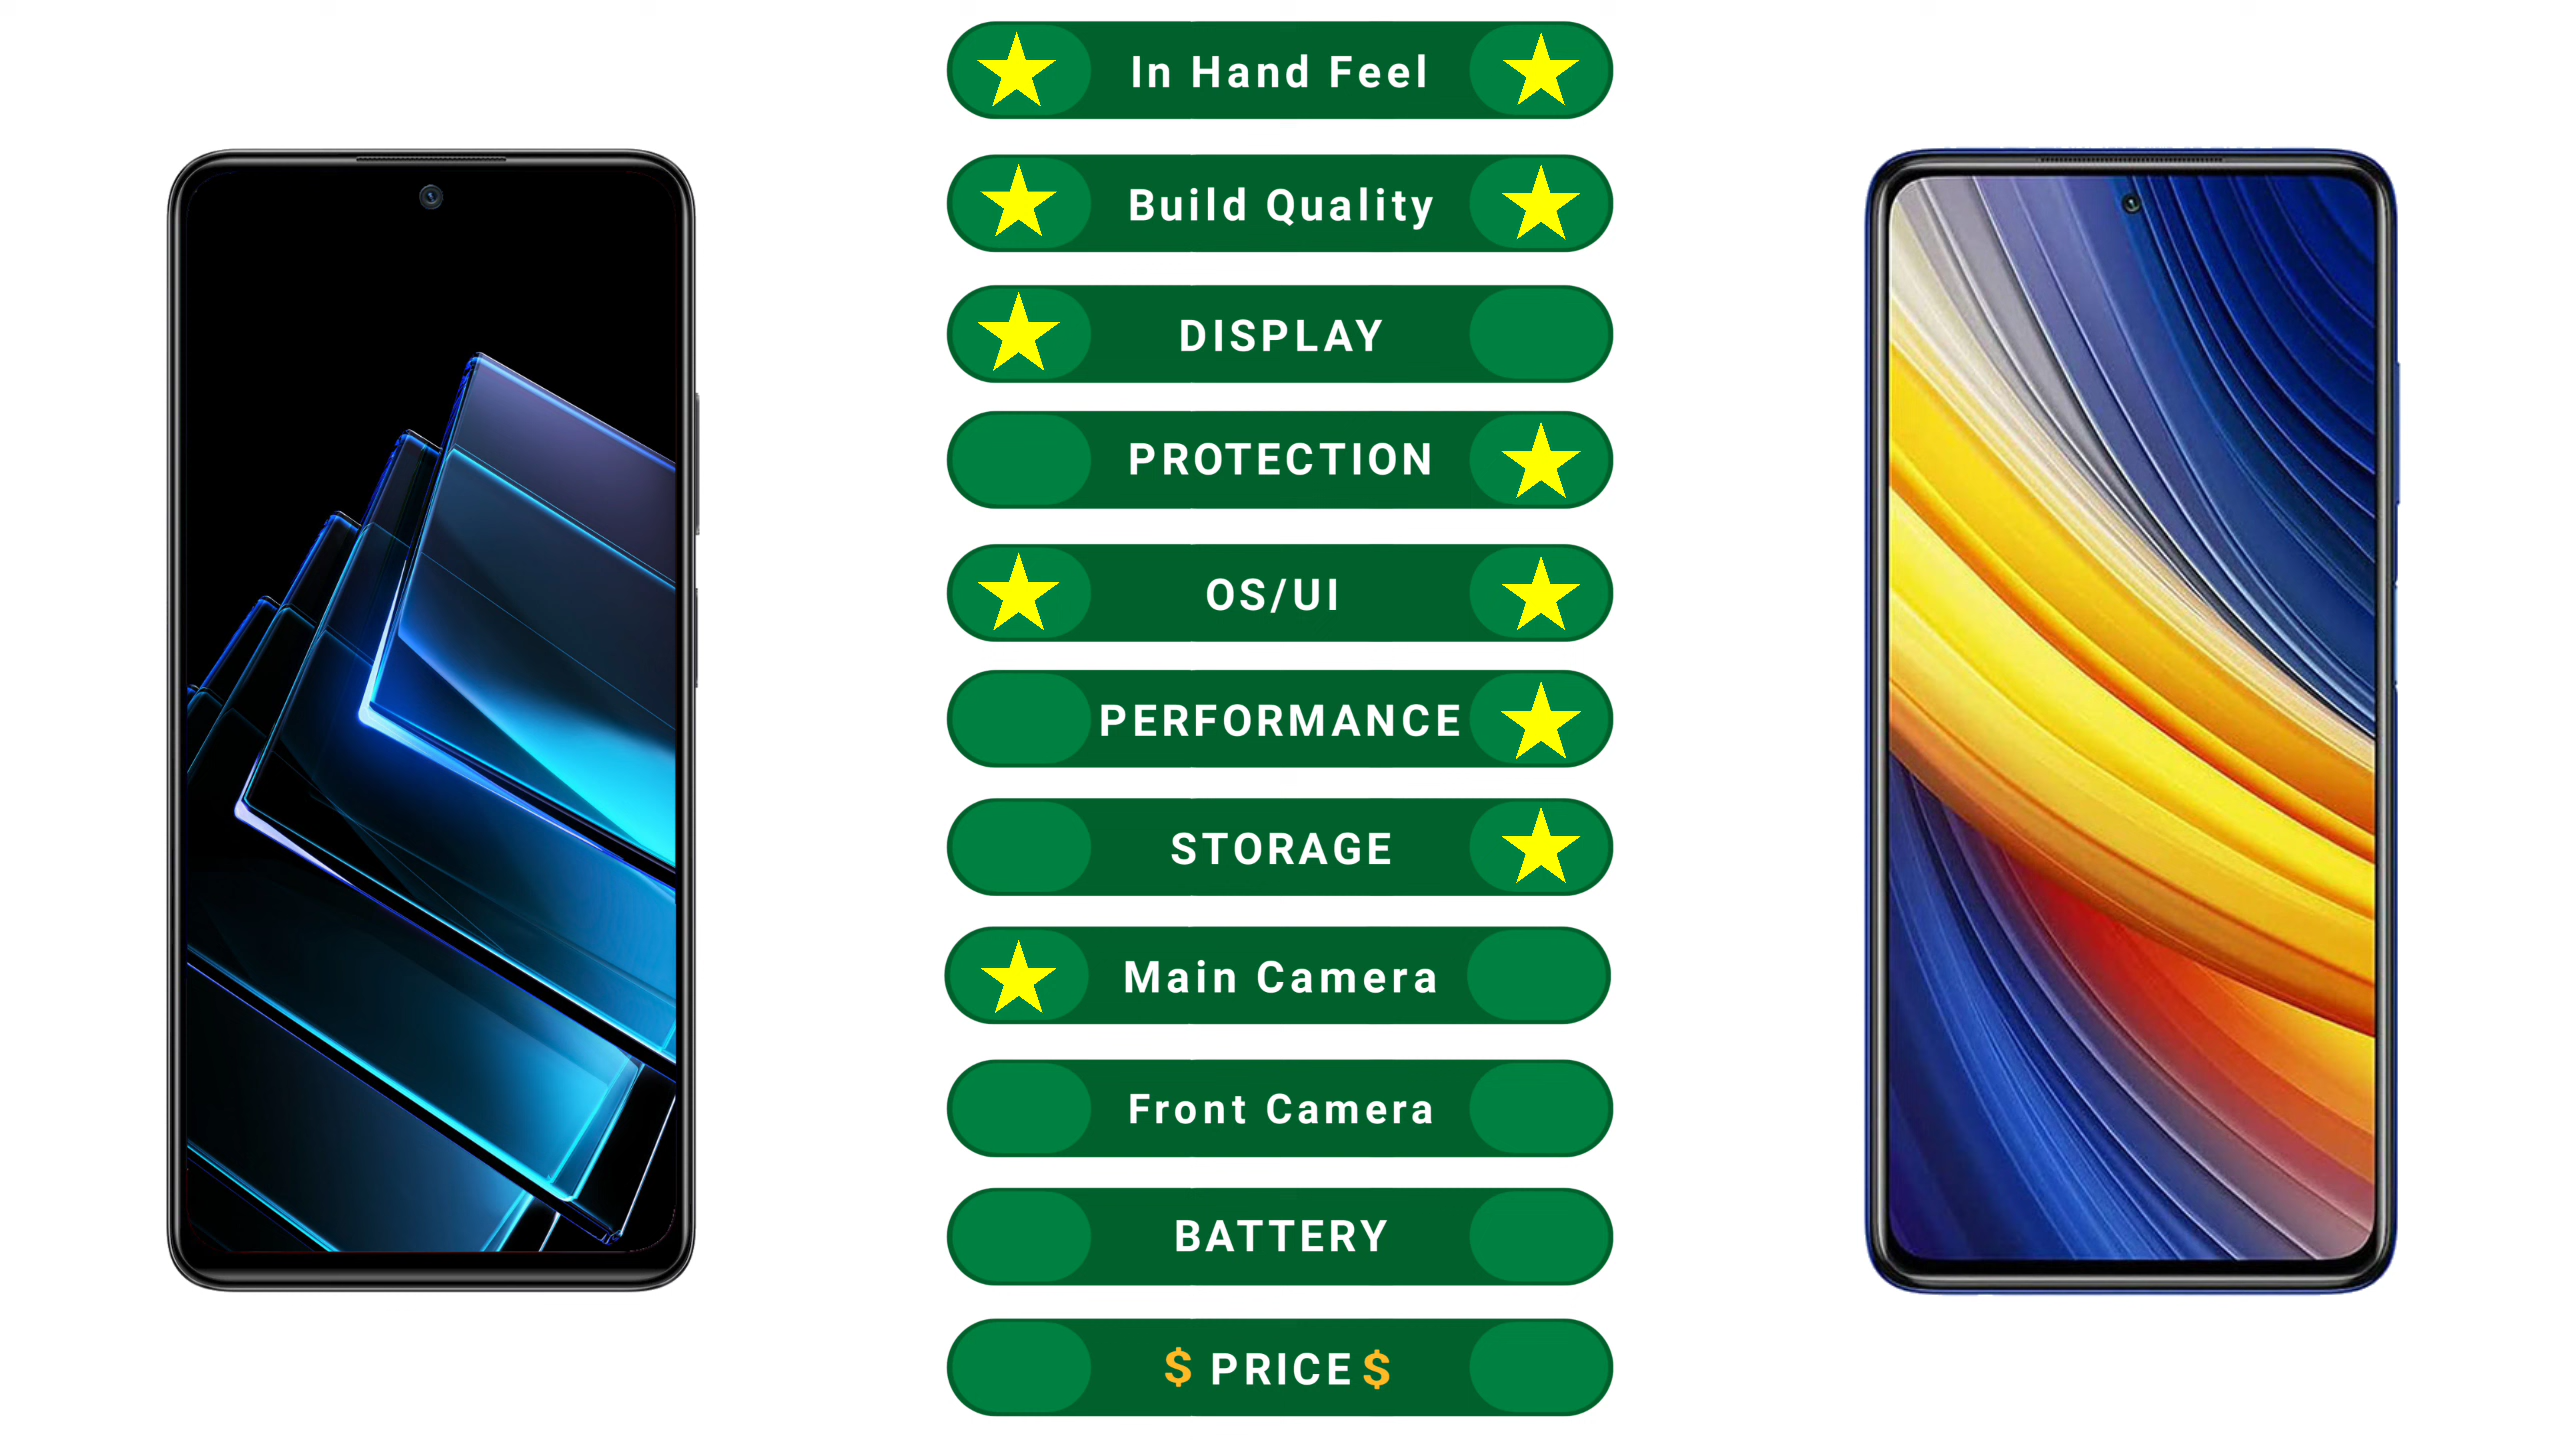 In Hand Feel
Build Quality
DISPLAY
PROTECTION
OS/UI
PERFORMANCE
STORAGE
Main Camera
Front Camera
BATTERY
$ PRICE $